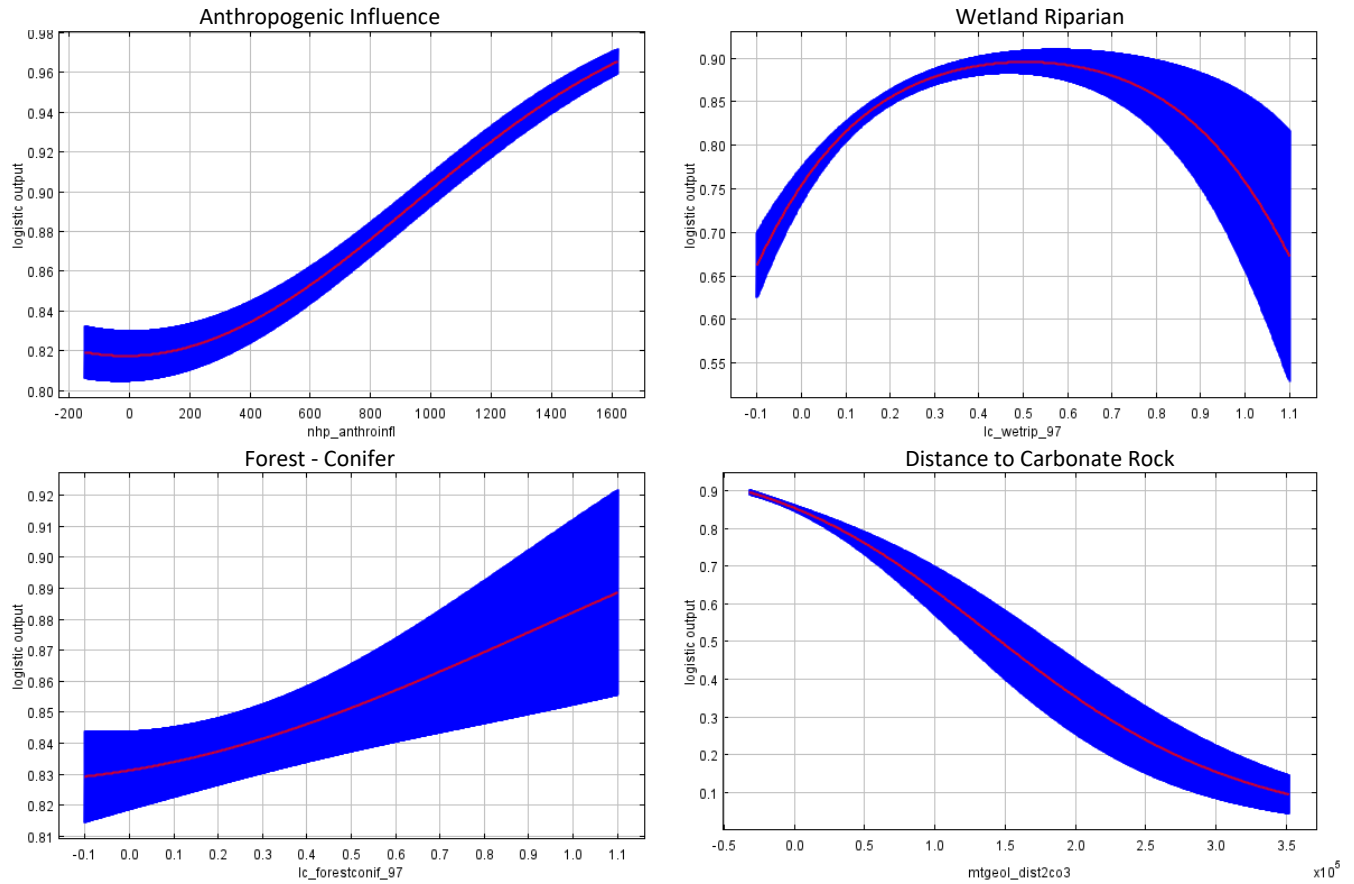 Anthropogenic Influence
0.98
0.96
0.94
0.92
0.90
0.88
0.86
0.84
0.82
0.80
logistic output
-200 0 200 400 600 800 1000 1200 1400 1600
nhp_anthroinfl
Wetland Riparian
0.90
0.85
0.80
0.75
0.70
0.65
0.60
0.55
logistic output
-0.1 0.0 0.1 0.2 0.3 0.4 0.5 0.6 0.7 0.8 0.9 1.0 1.1
lc_wetrip_97
Forest - Conifer
0.92
0.91
0.90
0.89
0.88
0.87
0.86
0.85
0.84
0.83
0.82
0.81
logistic output
-0.1 0.0 0.1 0.2 0.3 0.4 0.5 0.6 0.7 0.8 0.9 1.0 1.1
lc_forestconif_97
Distance to Carbonate Rock
0.9
0.8
0.7
0.6
0.5
0.4
0.3
0.2
0.1
logistic output
-0.5 0.0 0.5 1.0 1.5 2.0 2.5 3.0 3.5
mtgeol_dist2co3
x10⁵